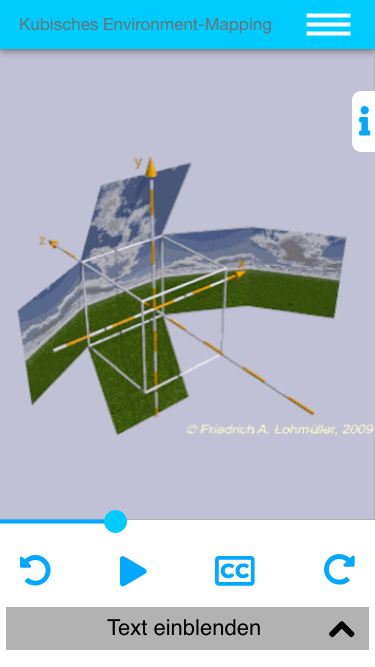 Kubisches Environment-Mapping
i
y
z
x
© Friedrich A. Lohmüller, 2009
CC
Text einblenden